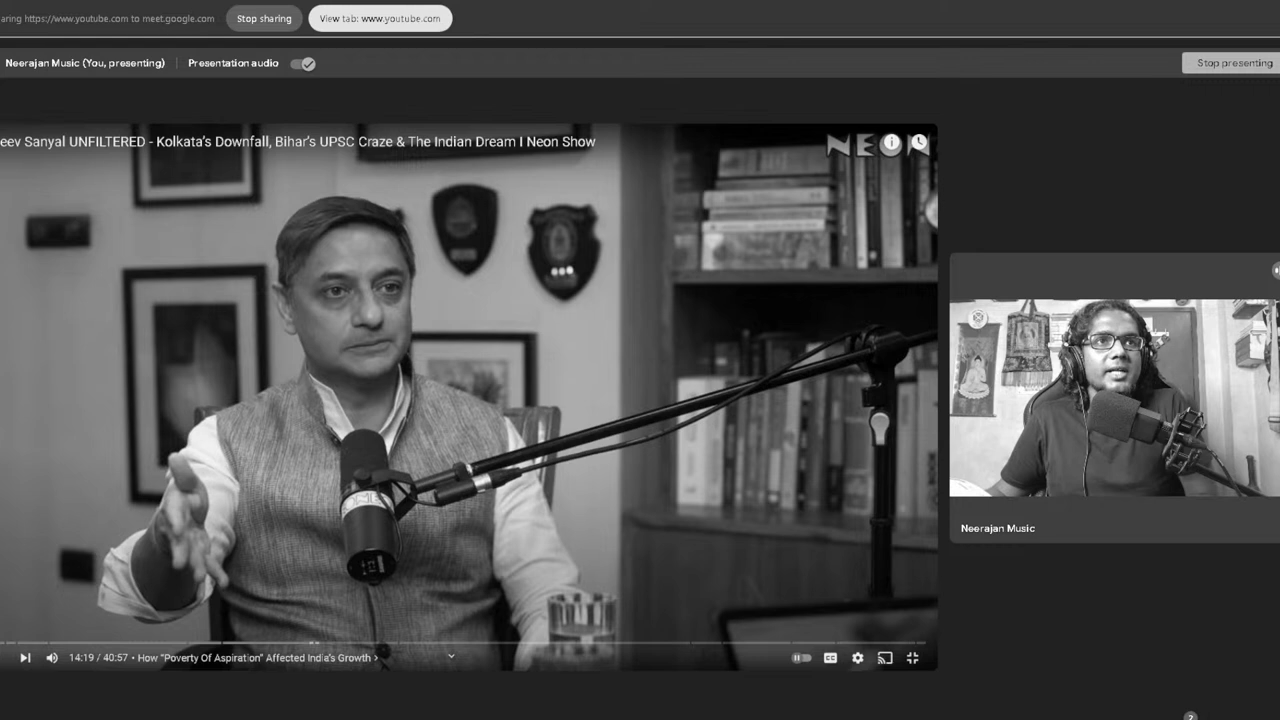 aring https://www.youtube.com to meet.google.com
Stop sharing
View tab: www.youtube.com
Neerajan Music (You, presenting)
Presentation audio
Stop presenting
eev Sanyal UNFILTERED - Kolkata's Downfall, Bihar's UPSC Craze & The Indian Dream I Neon Show
NEON
Neerajan Music
14:19 / 40:57 • How “Poverty Of Aspiration” Affected India's Growth >
CC